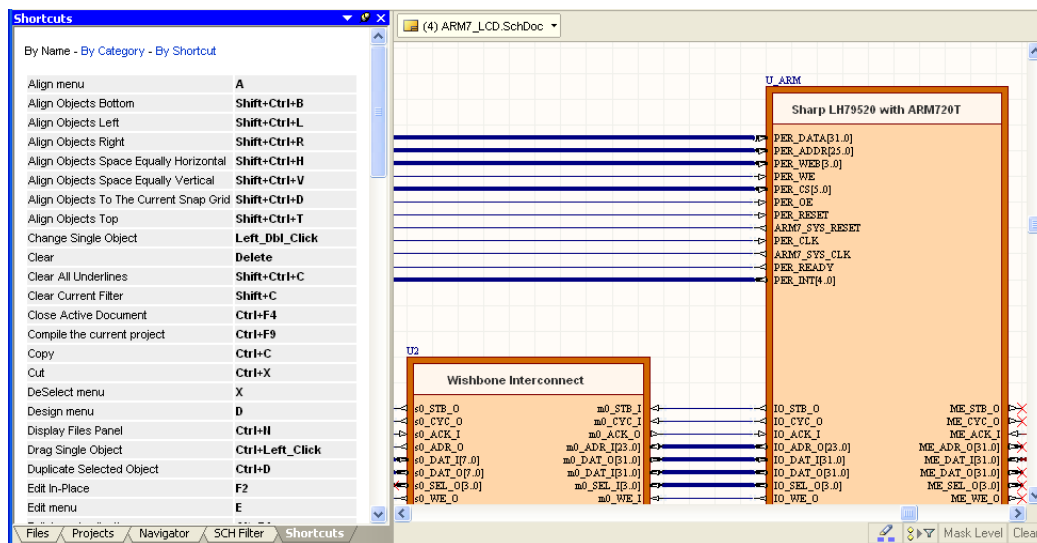 Shortcuts
By Name - By Category - By Shortcut
Align menu A
Align Objects Bottom Shift+Ctrl+B
Align Objects Left Shift+Ctrl+L
Align Objects Right Shift+Ctrl+R
Align Objects Space Equally Horizontal Shift+Ctrl+H
Align Objects Space Equally Vertical Shift+Ctrl+V
Align Objects To The Current Snap Grid Shift+Ctrl+D
Align Objects Top Shift+Ctrl+T
Change Single Object Left_Dbl_Click
Clear Delete
Clear All Underlines Shift+Ctrl+C
Clear Current Filter Shift+C
Close Active Document Ctrl+F4
Compile the current project Ctrl+F9
Copy Ctrl+C
Cut Ctrl+X
DeSelect menu X
Design menu D
Display Files Panel Ctrl+N
Drag Single Object Ctrl+Left_Click
Duplicate Selected Object Ctrl+D
Edit In-Place F2
Edit menu E
Files Projects Navigator SCH Filter Shortcuts
(4) ARM7_LCD.SchDoc
U_ARM
Sharp LH79520 with ARM720T
PER_DATA[31..0]
PER_ADDR[25..0]
PER_WEB[3..0]
PER_WE
PER_CS[5..0]
PER_OE
PER_RESET
ARM7_SYS_RESET
PER_CLK
ARM7_SYS_CLK
PER_READY
PER_INT[4..0]
U2
Wishbone Interconnect
s0_STB_O m0_STB_I IO_STB_O ME_STB_O
s0_CYC_O m0_CYC_I IO_CYC_O ME_CYC_O
s0_ACK_I m0_ACK_O IO_ACK_I ME_ACK_I
s0_ADR_O m0_ADR_I[23..0] IO_ADR_O[23..0] ME_ADR_O[31..0]
s0_DAT_I[7..0] m0_DAT_O[31..0] IO_DAT_I[31..0] ME_DAT_I[31..0]
s0_DAT_O[7..0] m0_DAT_I[31..0] IO_DAT_O[31..0] ME_DAT_O[31..0]
s0_SEL_O[3..0] m0_SEL_I[3..0] IO_SEL_O[3..0] ME_SEL_O[3..0]
s0_WE_O m0_WE_I IO_WE_O ME_WE_O
Mask Level Clear